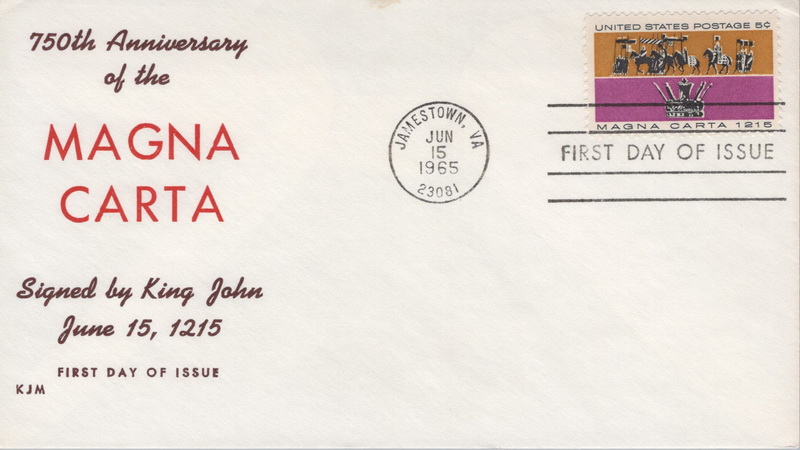 750th Anniversary
of the
MAGNA
CARTA
Signed by King John
June 15, 1215
FIRST DAY OF ISSUE
KJM
JAMESTOWN, VA
JUN
15
1965
23081
UNITED STATES POSTAGE 5¢
MAGNA CARTA 1215
FIRST DAY OF ISSUE